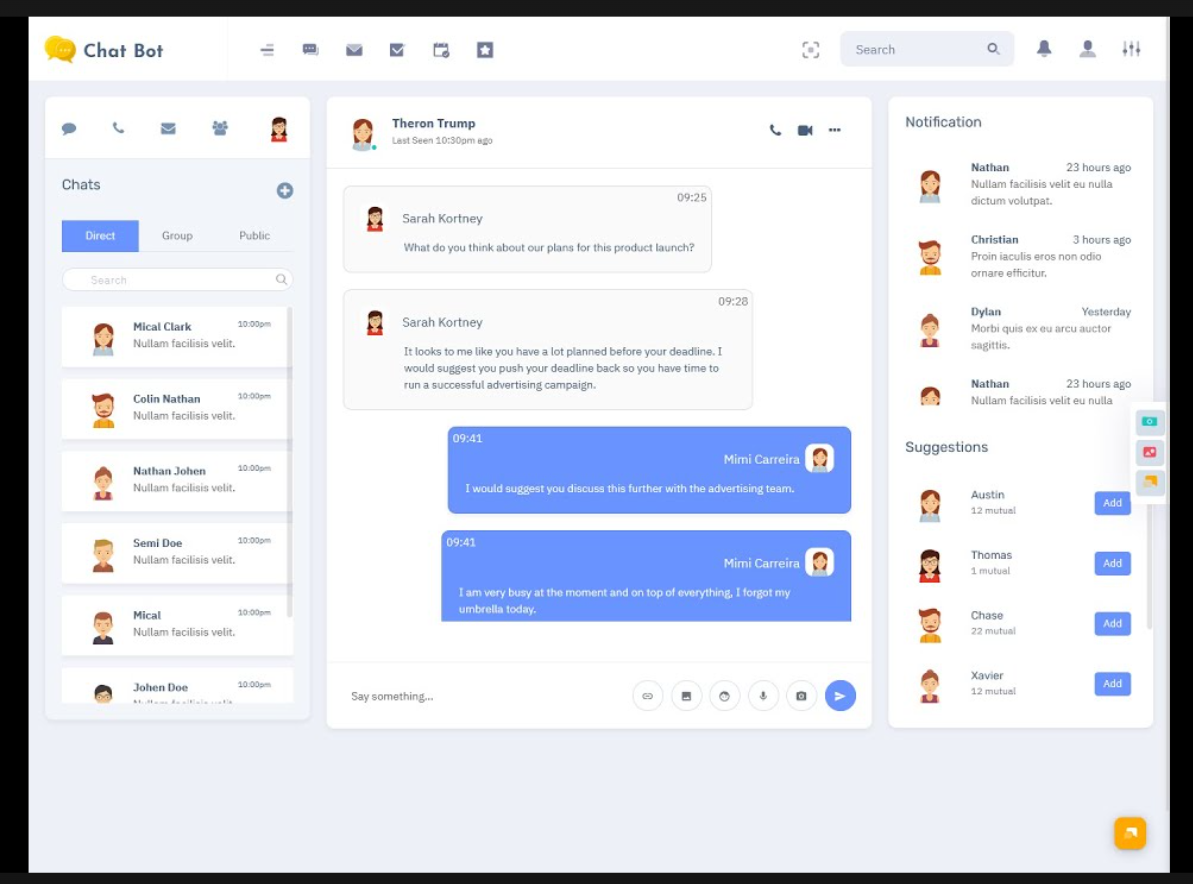 Chat Bot
Search
Chats
Direct
Group
Public
Search
Mical Clark
10:00pm
Nullam facilisis velit.
Colin Nathan
10:00pm
Nullam facilisis velit.
Nathan Johen
10:00pm
Nullam facilisis velit.
Semi Doe
10:00pm
Nullam facilisis velit.
Mical
10:00pm
Nullam facilisis velit.
Johen Doe
10:00pm
Theron Trump
Last Seen 10:30pm ago
09:25
Sarah Kortney
What do you think about our plans for this product launch?
09:28
Sarah Kortney
It looks to me like you have a lot planned before your deadline. I
would suggest you push your deadline back so you have time to
run a successful advertising campaign.
09:41
Mimi Carreira
I would suggest you discuss this further with the advertising team.
09:41
Mimi Carreira
I am very busy at the moment and on top of everything, I forgot my
umbrella today.
Say something...
Notification
Nathan
23 hours ago
Nullam facilisis velit eu nulla
dictum volutpat.
Christian
3 hours ago
Proin iaculis eros non odio
ornare efficitur.
Dylan
Yesterday
Morbi quis ex eu arcu auctor
sagittis.
Nathan
23 hours ago
Nullam facilisis velit eu nulla
Suggestions
Austin
12 mutual
Add
Thomas
1 mutual
Add
Chase
22 mutual
Add
Xavier
12 mutual
Add